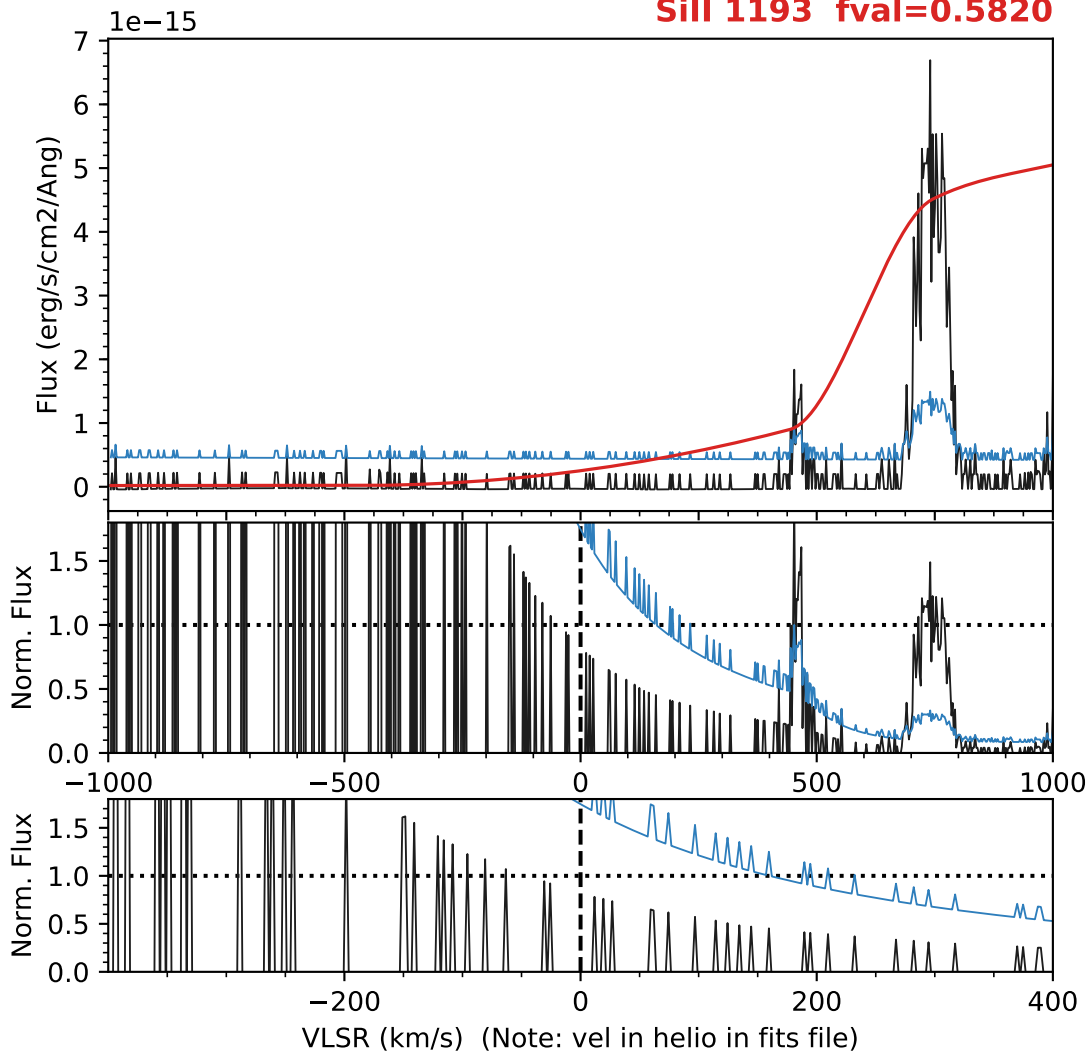 SiII 1193 fval=0.5820
1e−15
7
6
5
4
3
2
1
0
Flux (erg/s/cm2/Ang)
1.5
1.0
0.5
0.0
Norm. Flux
−1000 −500 0 500 1000
1.5
1.0
0.5
0.0
Norm. Flux
−200 0 200 400
VLSR (km/s) (Note: vel in helio in fits file)